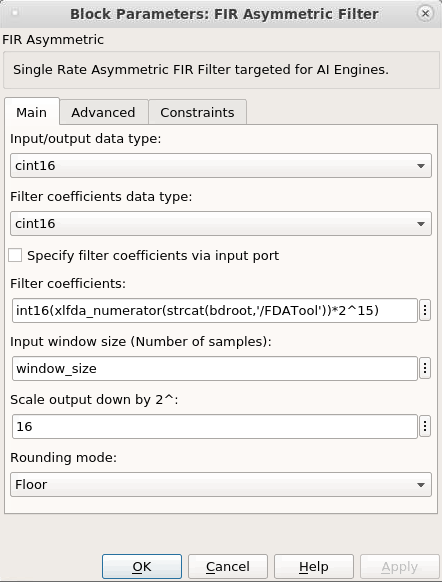 Block Parameters: FIR Asymmetric Filter
FIR Asymmetric
Single Rate Asymmetric FIR Filter targeted for AI Engines.
Main Advanced Constraints
Input/output data type:
cint16
Filter coefficients data type:
cint16
Specify filter coefficients via input port
Filter coefficients:
int16(xlfda_numerator(strcat(bdroot,'/FDATool'))*2^15)
Input window size (Number of samples):
window_size
Scale output down by 2^:
16
Rounding mode:
Floor
OK Cancel Help Apply